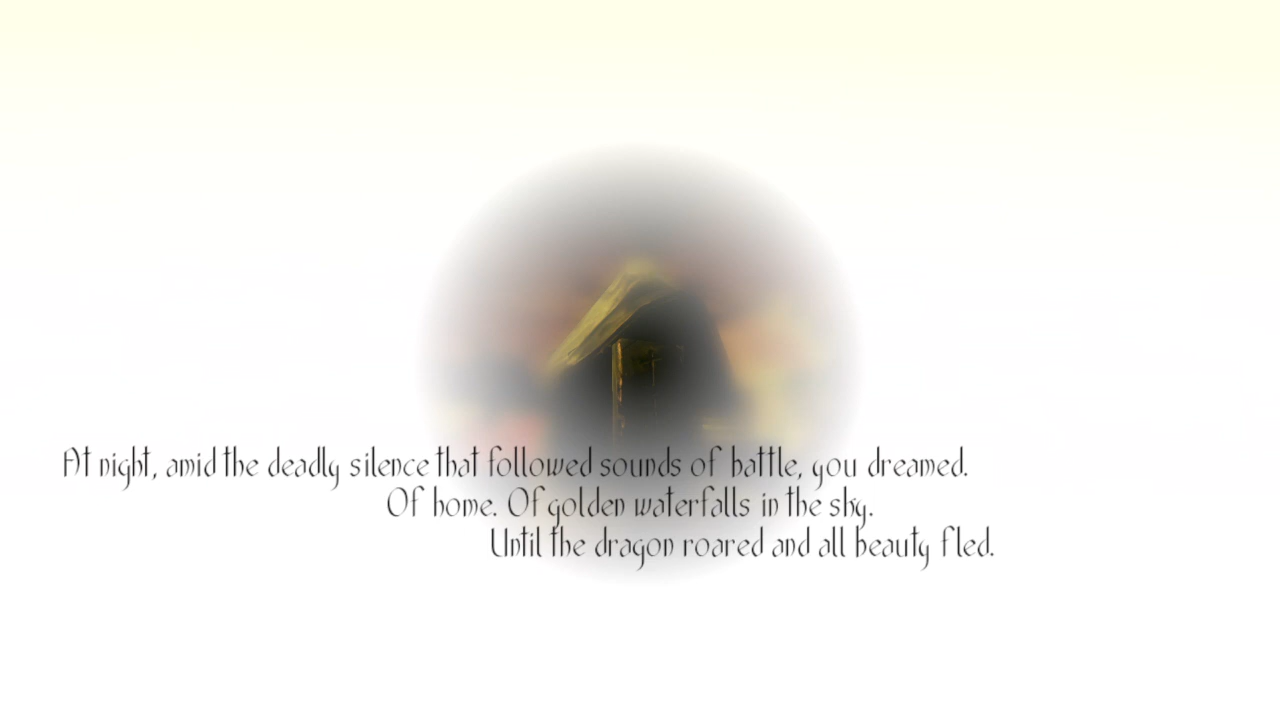 At night, amid the deadly silence that followed sounds of battle, you dreamed.
Of home. Of golden waterfalls in the sky.
Until the dragon roared and all beauty fled.